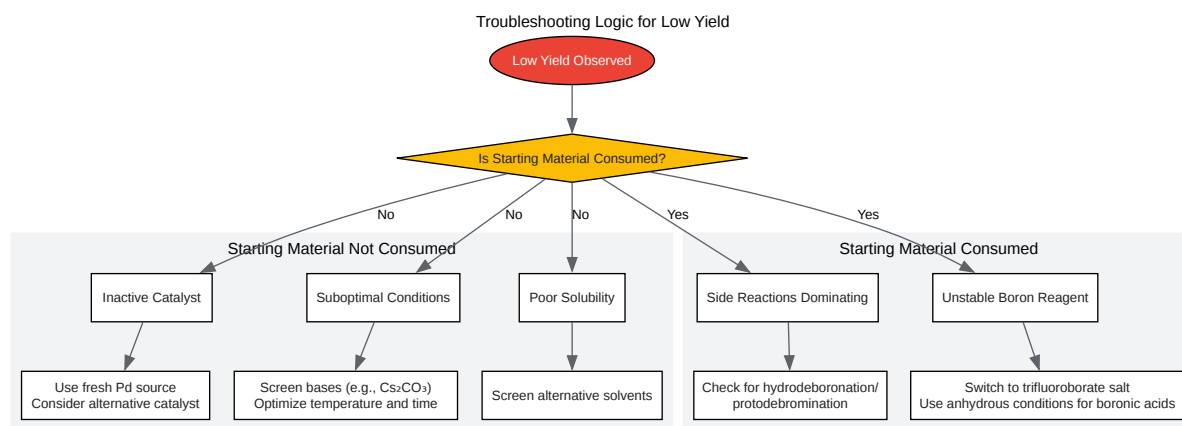 Troubleshooting Logic for Low Yield
Low Yield Observed
Is Starting Material Consumed?
No
No
No
Yes
Yes
Starting Material Not Consumed
Starting Material Consumed
Inactive Catalyst
Suboptimal Conditions
Poor Solubility
Side Reactions Dominating
Unstable Boron Reagent
Use fresh Pd source
Consider alternative catalyst
Screen bases (e.g., Cs₂CO₃)
Optimize temperature and time
Screen alternative solvents
Check for hydrodeboronation/
protodebromination
Switch to trifluoroborate salt
Use anhydrous conditions for boronic acids